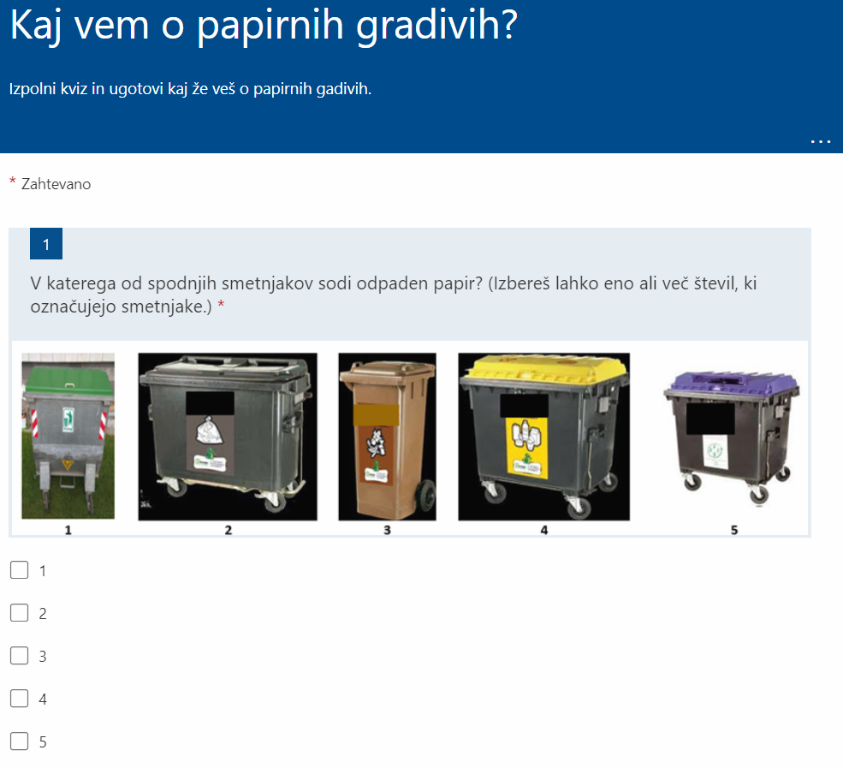 Kaj vem o papirnih gradivih?
Izpolni kviz in ugotovi kaj že veš o papirnih gadivih.
...
* Zahtevano
1
V katerega od spodnjih smetnjakov sodi odpaden papir? (Izbereš lahko eno ali več števil, ki
označujejo smetnjake.) *
1 2 3 4 5
1
2
3
4
5